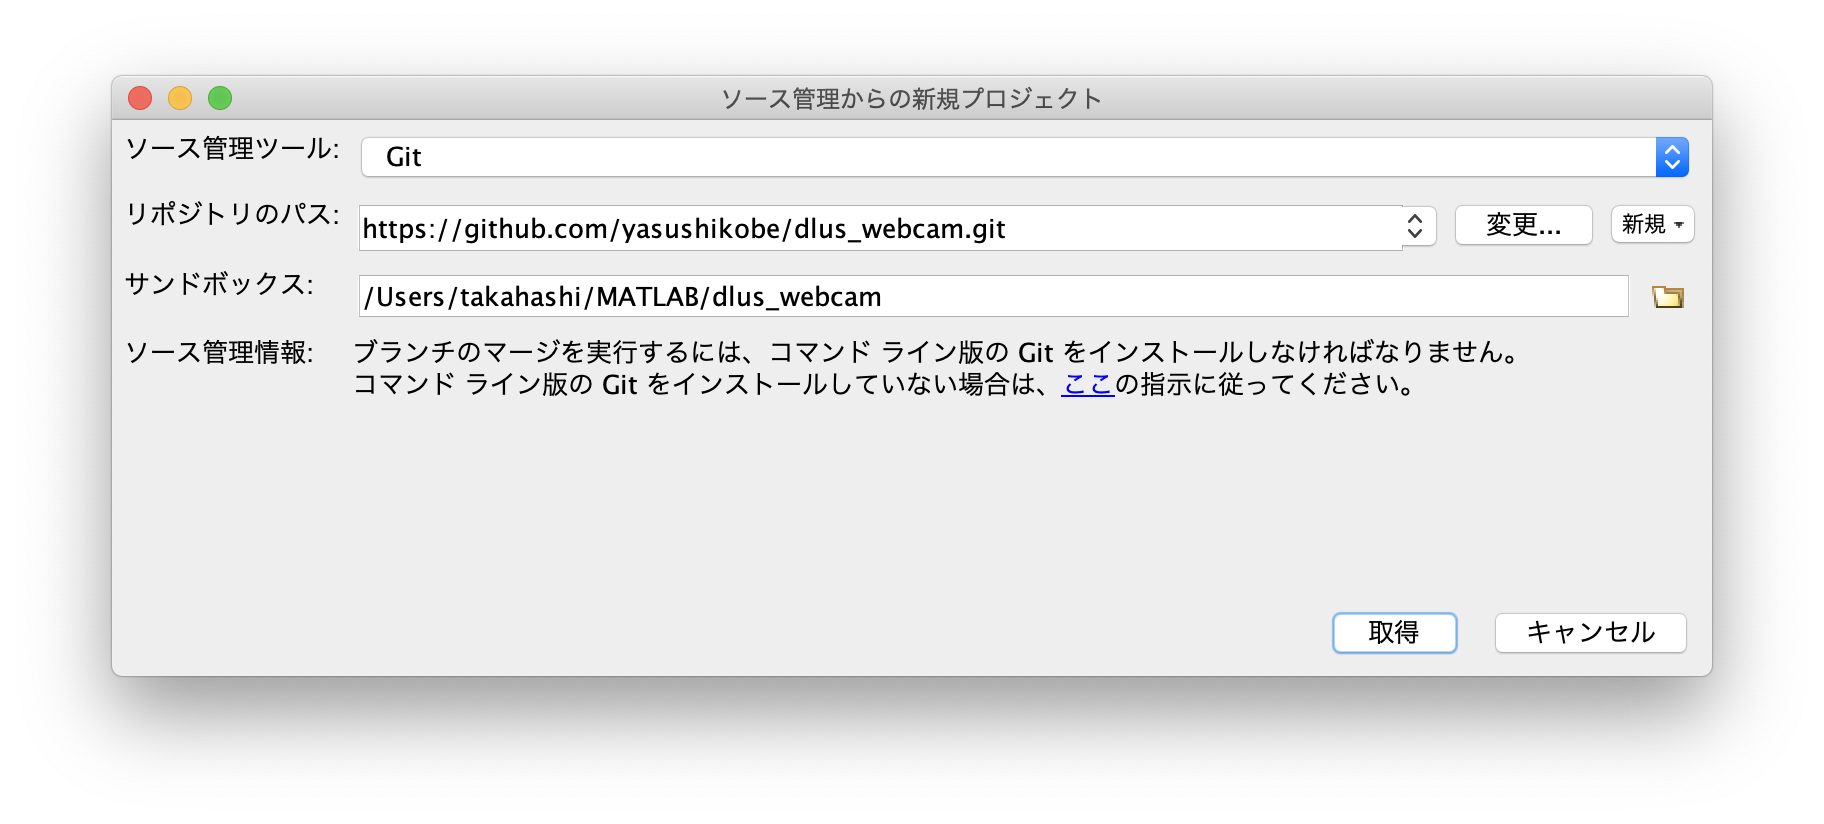 ソース管理からの新規プロジェクト
ソース管理ツール: Git
リポジトリのパス: https://github.com/yasushikobe/dlus_webcam.git 変更... 新規
サンドボックス: /Users/takahashi/MATLAB/dlus_webcam
ソース管理情報: ブランチのマージを実行するには、コマンド ライン版の Git をインストールしなければなりません。
コマンド ライン版の Git をインストールしていない場合は、ここの指示に従ってください。
取得 キャンセル